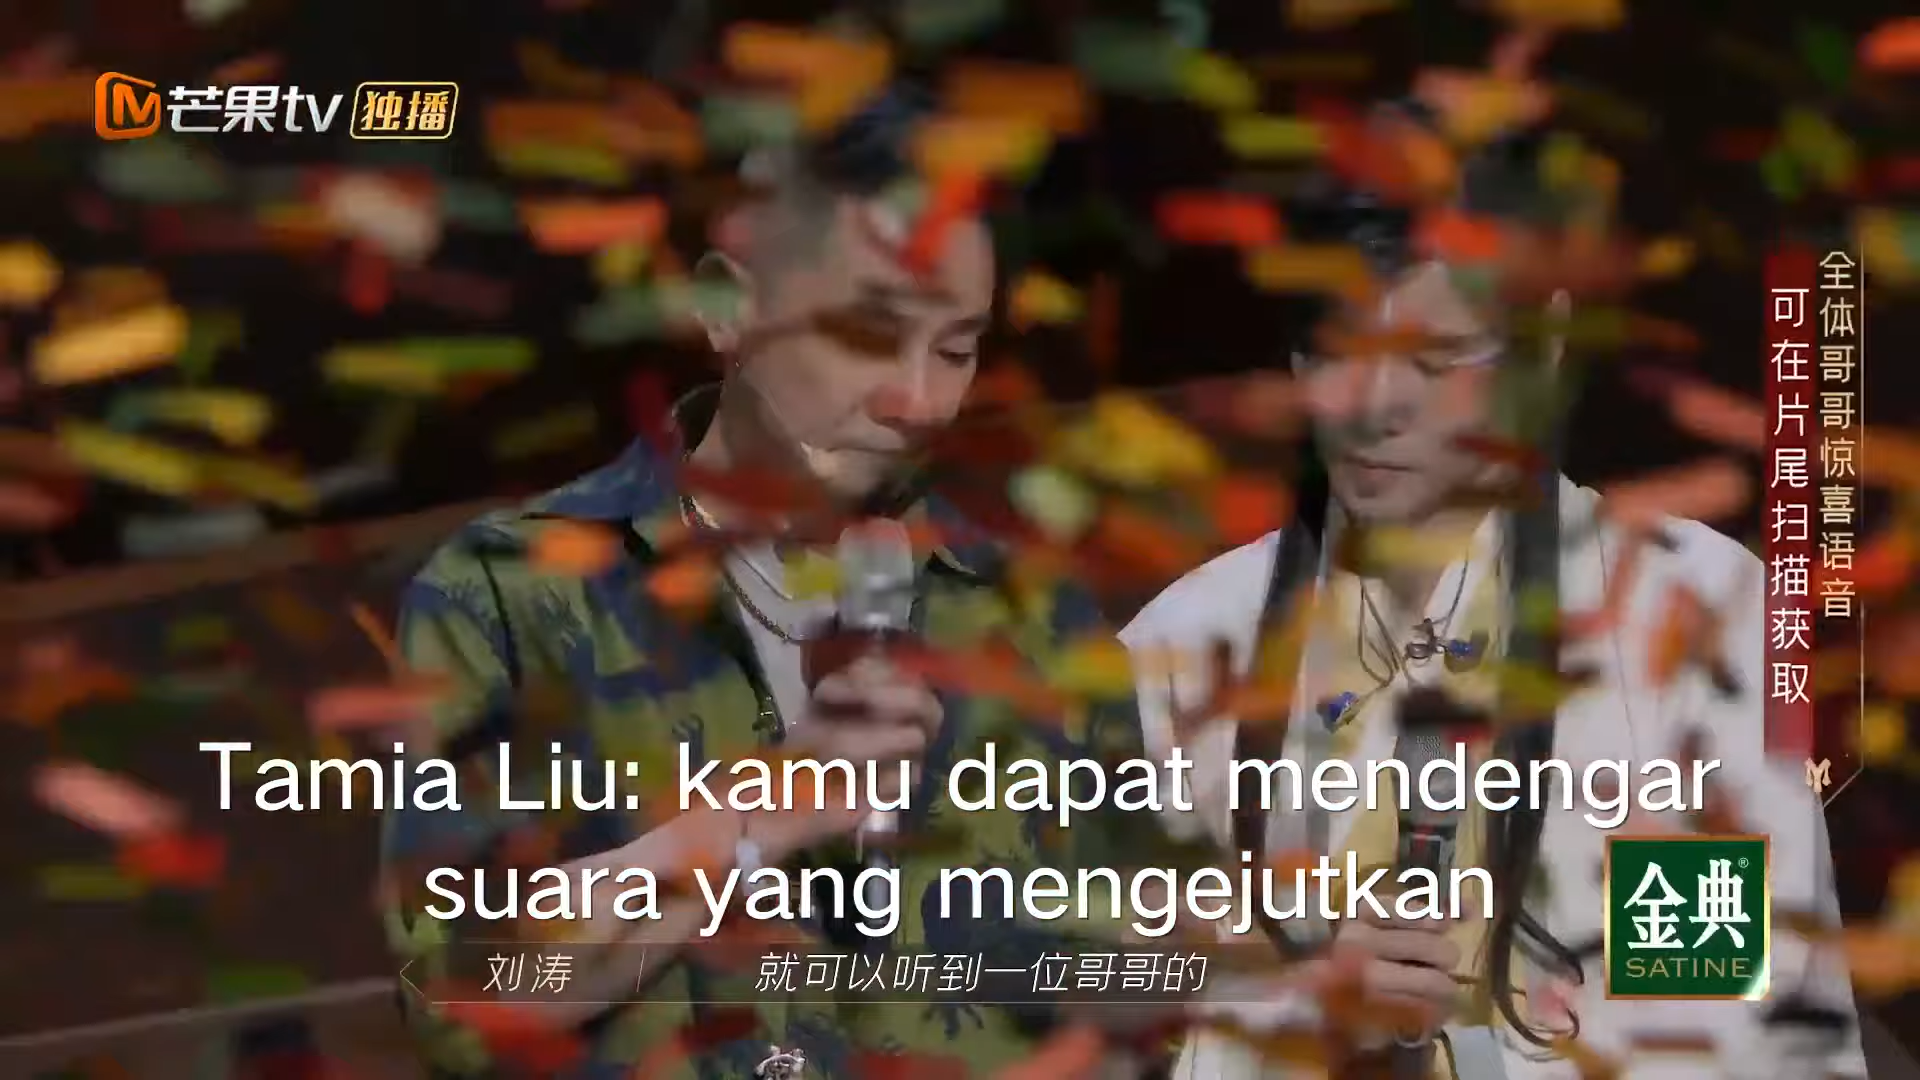 芒果tv 独播
全体哥哥惊喜语音
可在片尾扫描获取
Tamia Liu: kamu dapat mendengar
suara yang mengejutkan
刘涛 | 就可以听到一位哥哥的
金典®
SATINE